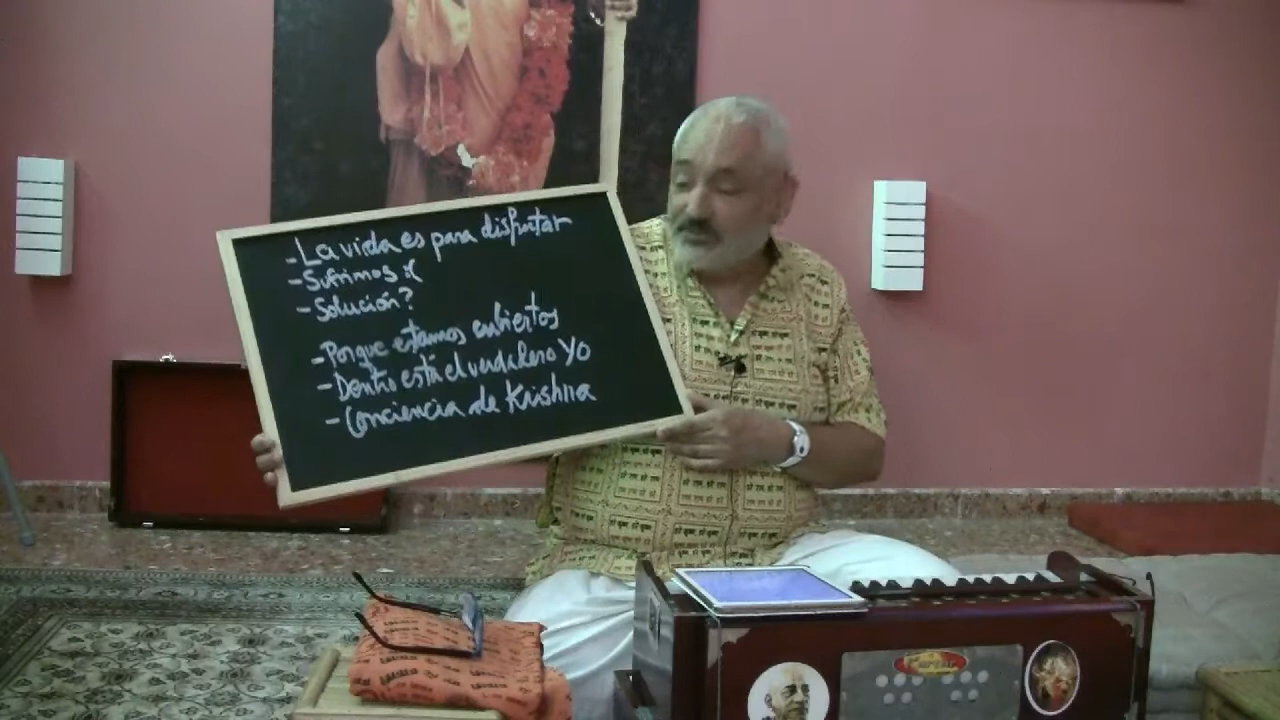 - La vida es para disfrutar
- Sufrimos :(
- Solución?
- Porque estamos cubiertos
- Dentro está el verdadero Yo
- Conciencia de Krishna